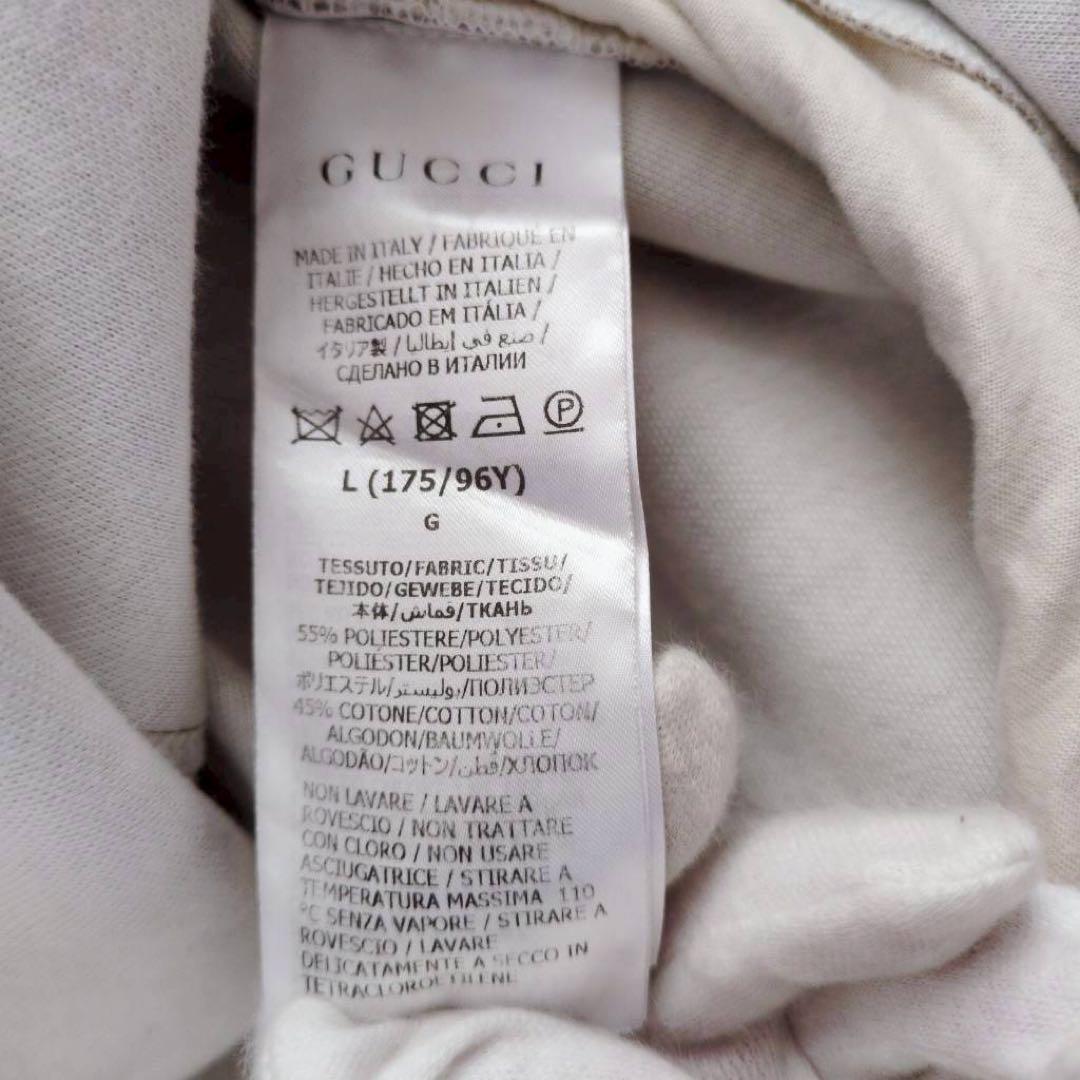 GUCCI
MADE IN ITALY / FABRIQUÉ EN
ITALIE / HECHO EN ITALIA /
HERGESTELLT IN ITALIEN /
FABRICADO EM ITÁLIA /
イタリア製 / صنع في إيطاليا /
СДЕЛАНО В ИТАЛИИ
P
L (175/96Y)
G
TESSUTO/FABRIC/TISSU/
TEJIDO/GEWEBE/TECIDO/
本体/قماش/ТКАНЬ
55% POLIESTERE/POLYESTER/
POLIÉSTER/POLIESTER/
ポリエステル/بوليستر/ПОЛИЭСТЕР
45% COTONE/COTTON/COTON/
ALGODON/BAUMWOLLE/
ALGODÃO/コットン/قطن/ХЛОПОК
NON LAVARE / LAVARE A
ROVESCIO / NON TRATTARE
CON CLORO / NON USARE
ASCIUGATRICE / STIRARE A
TEMPERATURA MASSIMA 110
°C SENZA VAPORE / STIRARE A
ROVESCIO / LAVARE
DELICATAMENTE A SECCO IN
TETRACLOROETILENE